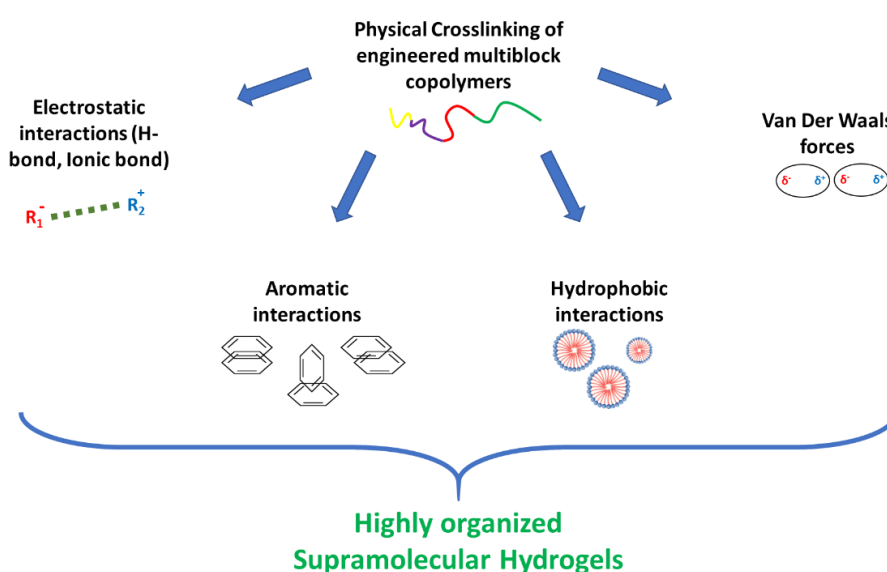 Physical Crosslinking of
engineered multiblock
copolymers
Electrostatic
interactions (H-
bond, Ionic bond)
R₁⁻ R₂⁺
Van Der Waals
forces
δ⁻ δ⁺ δ⁻ δ⁺
Aromatic
interactions
Hydrophobic
interactions
Highly organized
Supramolecular Hydrogels